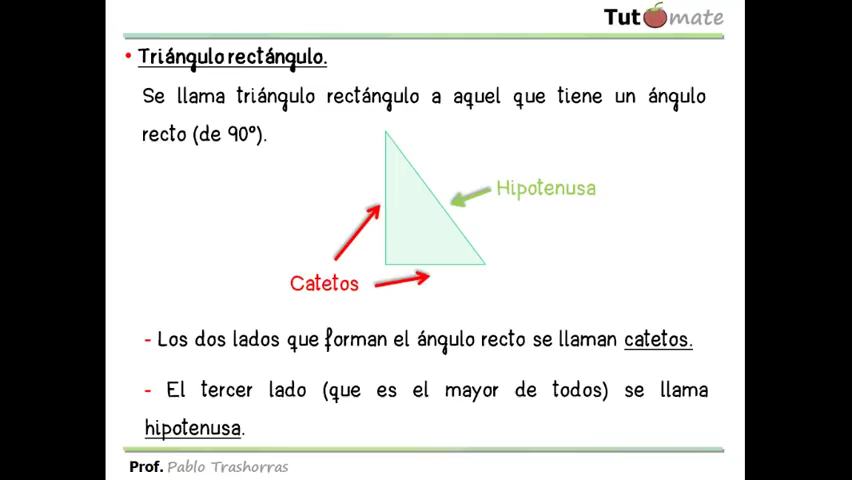 Tut mate
• Triángulo rectángulo.
Se llama triángulo rectángulo a aquel que tiene un ángulo
recto (de 90º).
Hipotenusa
Catetos
- Los dos lados que forman el ángulo recto se llaman catetos.
- El tercer lado (que es el mayor de todos) se llama
hipotenusa.
Prof. Pablo Trashorras